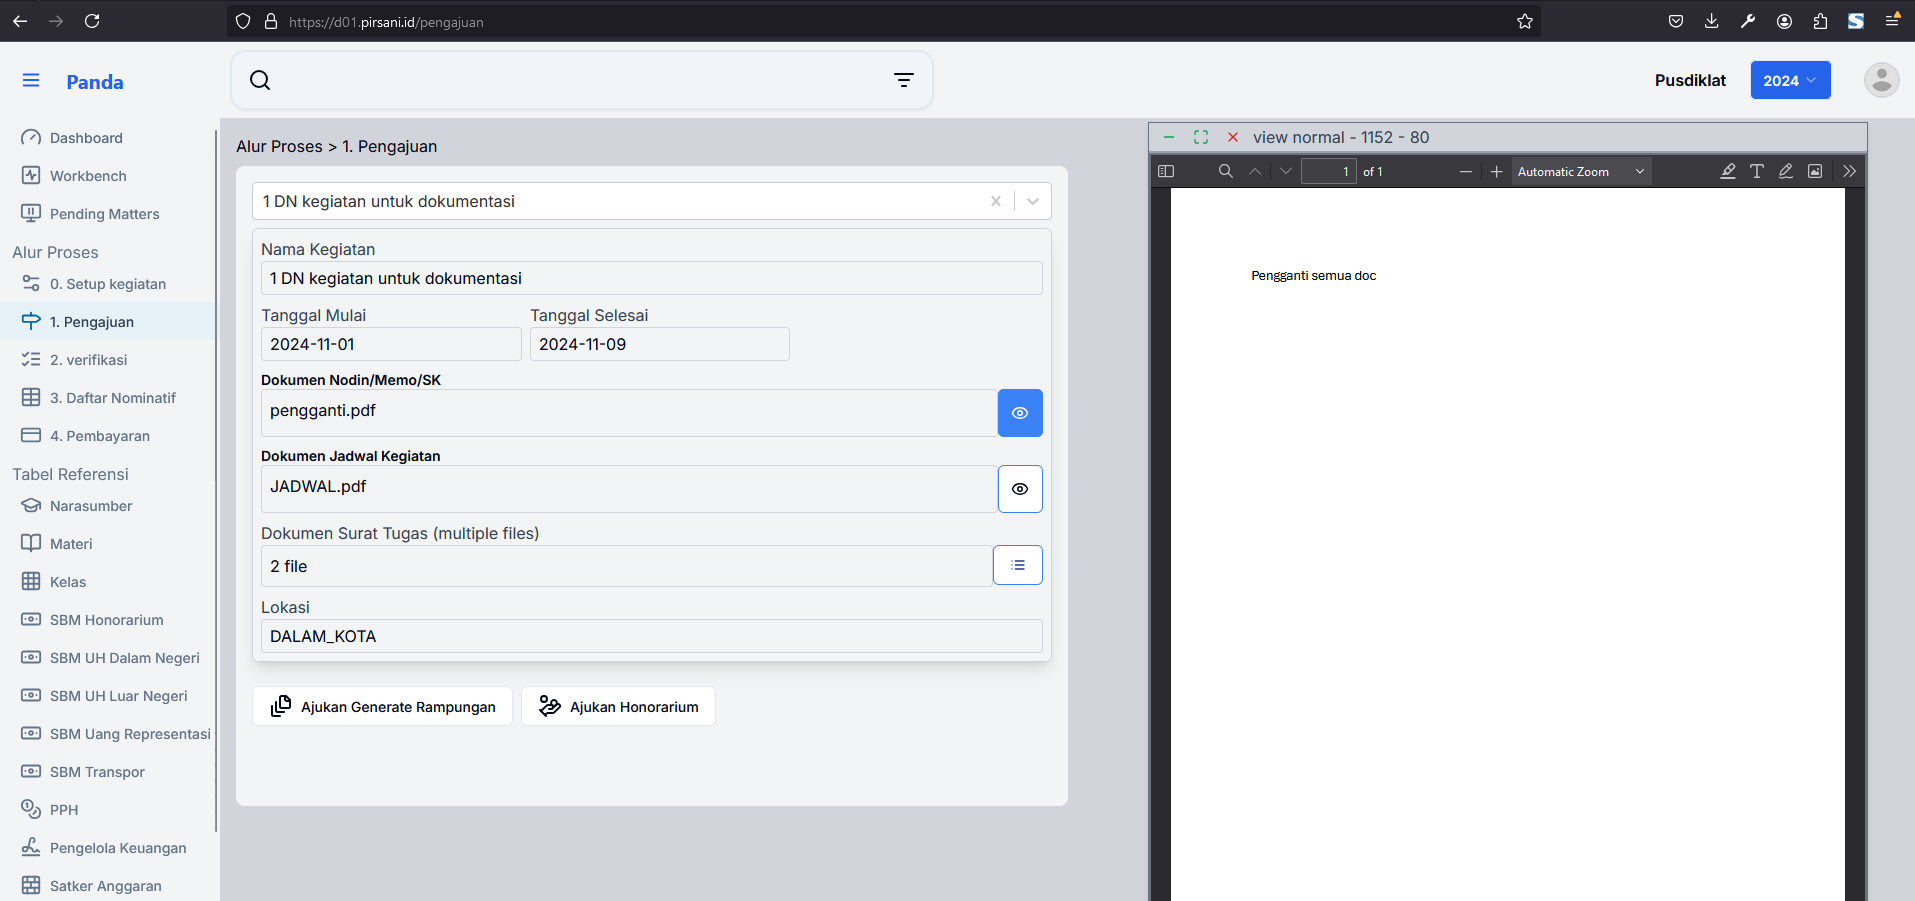 https://d01.pirsani.id/pengajuan
Panda
Pusdiklat
2024
Dashboard
Workbench
Pending Matters
Alur Proses
0. Setup kegiatan
1. Pengajuan
2. verifikasi
3. Daftar Nominatif
4. Pembayaran
Tabel Referensi
Narasumber
Materi
Kelas
SBM Honorarium
SBM UH Dalam Negeri
SBM UH Luar Negeri
SBM Uang Representasi
SBM Transpor
PPH
Pengelola Keuangan
Satker Anggaran
Alur Proses > 1. Pengajuan
1 DN kegiatan untuk dokumentasi
Nama Kegiatan
1 DN kegiatan untuk dokumentasi
Tanggal Mulai
Tanggal Selesai
2024-11-01
2024-11-09
Dokumen Nodin/Memo/SK
pengganti.pdf
Dokumen Jadwal Kegiatan
JADWAL.pdf
Dokumen Surat Tugas (multiple files)
2 file
Lokasi
DALAM_KOTA
Ajukan Generate Rampungan
Ajukan Honorarium
view normal - 1152 - 80
1 of 1
Automatic Zoom
Pengganti semua doc